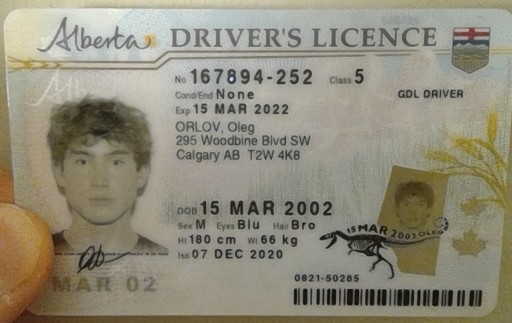 Alberta DRIVER'S LICENCE
No 167894-252 Class 5
Cond/End None GDL DRIVER
Exp 15 MAR 2022
ORLOV, Oleg
295 Woodbine Blvd SW
Calgary AB T2W 4K8
DOB 15 MAR 2002
Sex M Eyes Blu Hair Bro
Ht 180 cm Wt 66 kg
Iss 07 DEC 2020
15 MAR 2002 OLEG
MAR 02
0821-50265